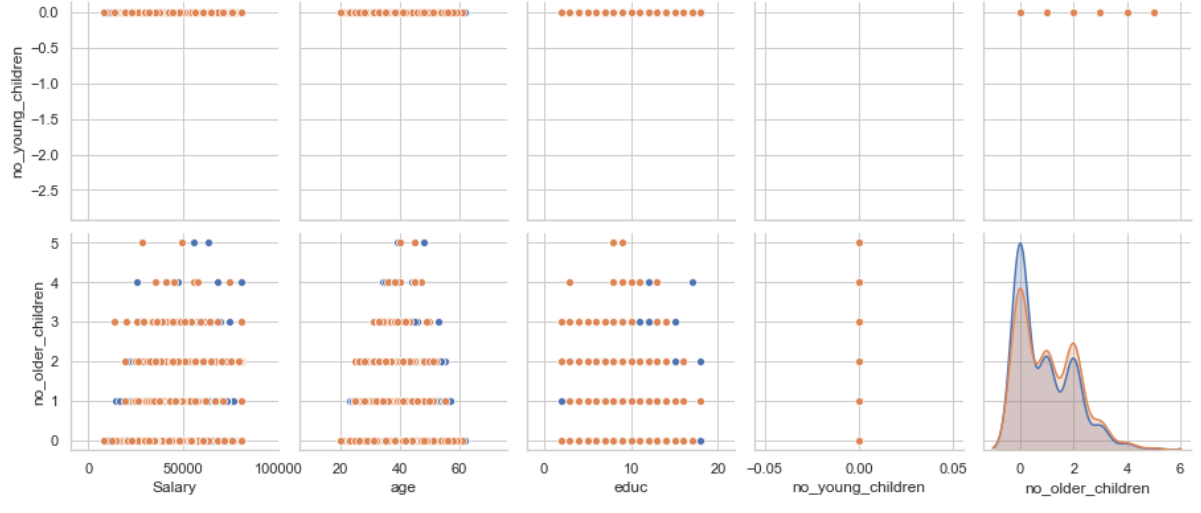 0.0
−0.5
−1.0
−1.5
−2.0
−2.5
no_young_children
5
4
3
2
1
0
no_older_children
0 50000 100000
Salary
20 40 60
age
0 10 20
educ
−0.05 0.00 0.05
no_young_children
0 2 4 6
no_older_children